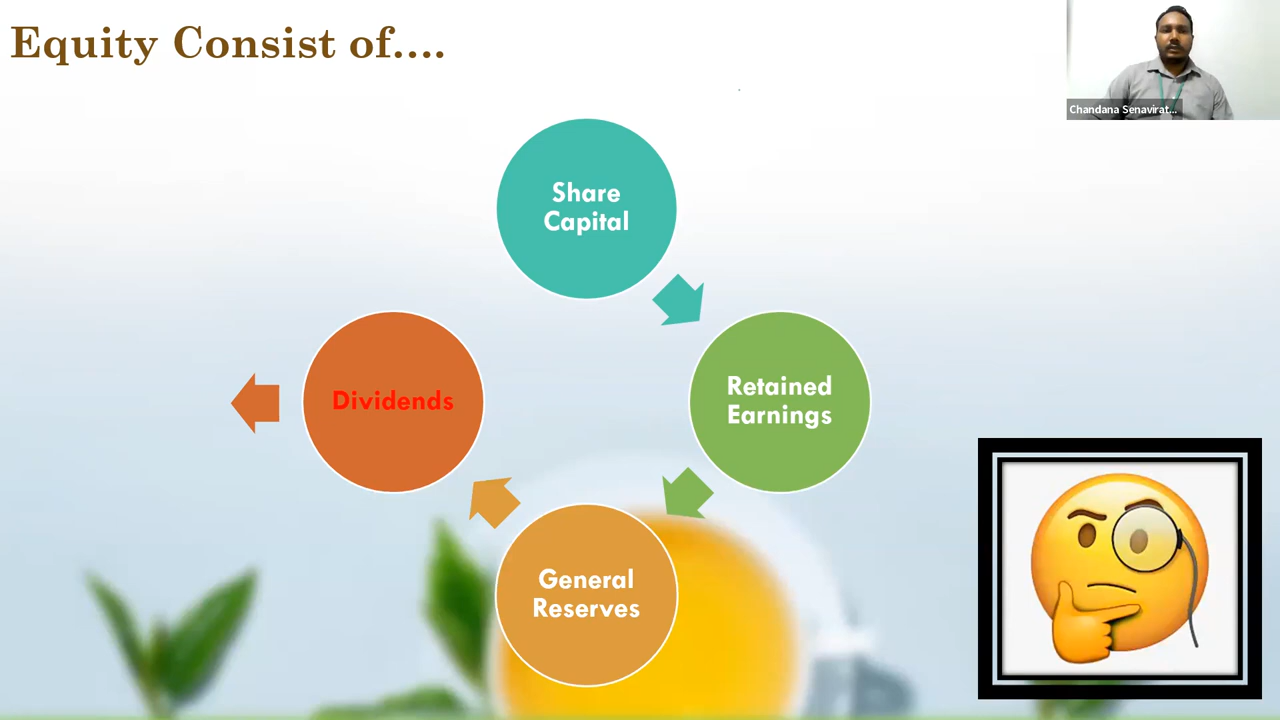 Equity Consist of....
Chandana Senavirat...
Share
Capital
Retained
Earnings
Dividends
General
Reserves